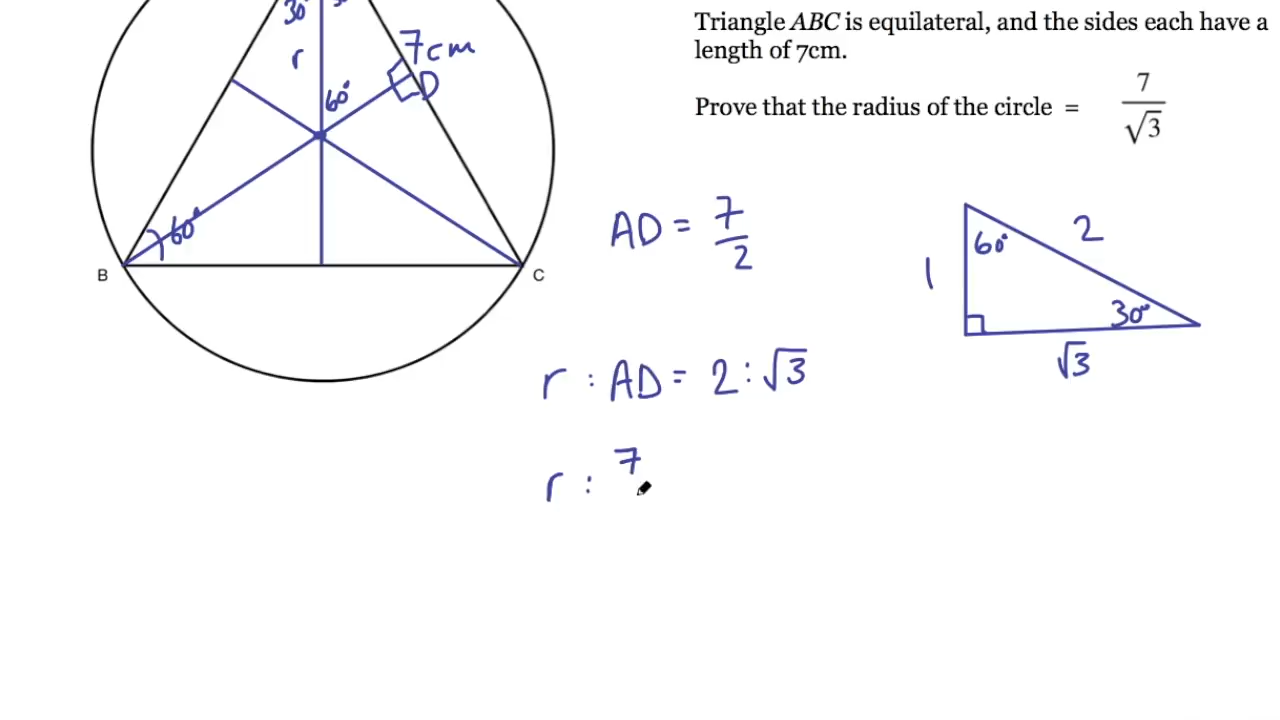 30°
r
7cm
D
60°
60°
B
C
Triangle ABC is equilateral, and the sides each have a
length of 7cm.
Prove that the radius of the circle = 7/√3
AD = 7/2
r : AD = 2 : √3
r : 7
60°
2
1
30°
√3